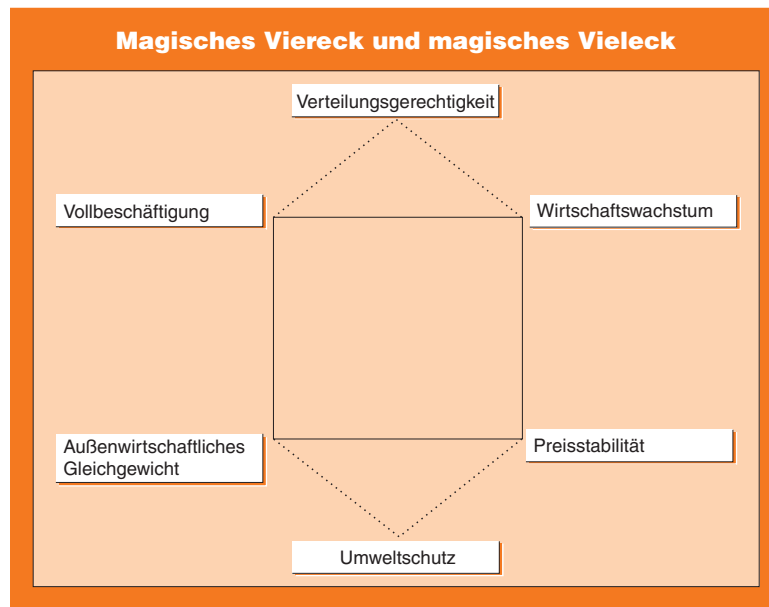 Magisches Viereck und magisches Vieleck
Verteilungsgerechtigkeit
Vollbeschäftigung
Wirtschaftswachstum
Außenwirtschaftliches
Gleichgewicht
Preisstabilität
Umweltschutz